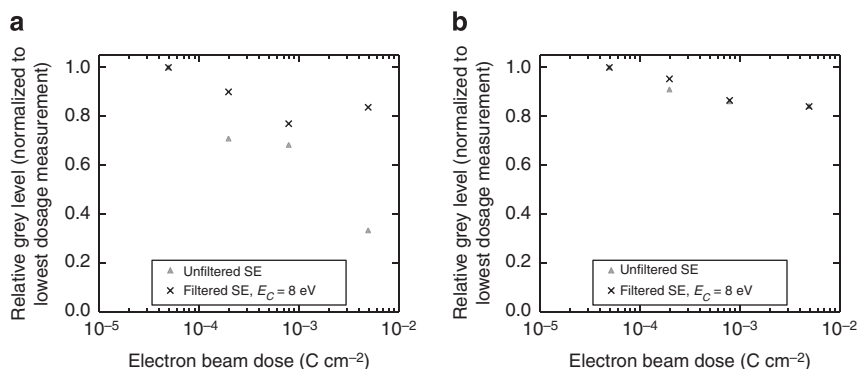 a
Relative grey level (normalized to
lowest dosage measurement)
1.0
0.8
0.6
0.4
0.2
0.0
Unfiltered SE
Filtered SE, E_C = 8 eV
10⁻⁵
10⁻⁴
10⁻³
10⁻²
Electron beam dose (C cm⁻²)
b
Relative grey level (normalized to
lowest dosage measurement)
1.0
0.8
0.6
0.4
0.2
0.0
Unfiltered SE
Filtered SE, E_C = 8 eV
10⁻⁵
10⁻⁴
10⁻³
10⁻²
Electron beam dose (C cm⁻²)